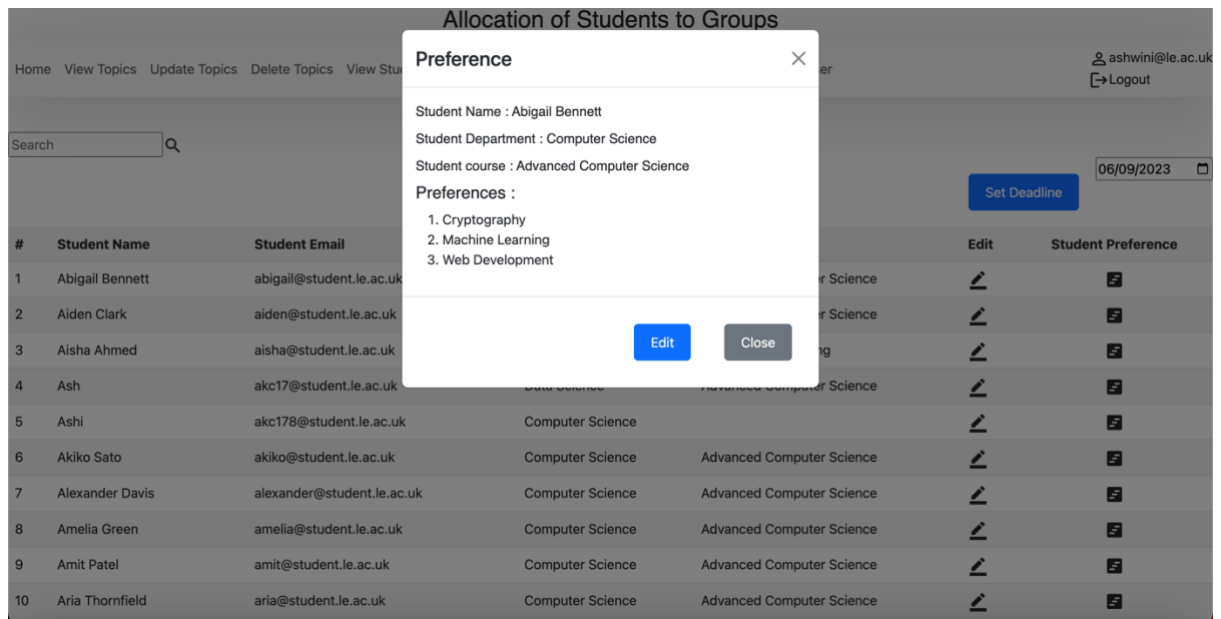 Allocation of Students to Groups
Home View Topics Update Topics Delete Topics View Stu er
ashwini@le.ac.uk
Logout
Preference
Student Name : Abigail Bennett
Student Department : Computer Science
Student course : Advanced Computer Science
Preferences :
1. Cryptography
2. Machine Learning
3. Web Development
Edit Close
Search
06/09/2023
Set Deadline
# Student Name Student Email Edit Student Preference
1 Abigail Bennett abigail@student.le.ac.uk r Science
2 Aiden Clark aiden@student.le.ac.uk r Science
3 Aisha Ahmed aisha@student.le.ac.uk ng
4 Ash akc17@student.le.ac.uk Data Science Advanced Computer Science
5 Ashi akc178@student.le.ac.uk Computer Science
6 Akiko Sato akiko@student.le.ac.uk Computer Science Advanced Computer Science
7 Alexander Davis alexander@student.le.ac.uk Computer Science Advanced Computer Science
8 Amelia Green amelia@student.le.ac.uk Computer Science Advanced Computer Science
9 Amit Patel amit@student.le.ac.uk Computer Science Advanced Computer Science
10 Aria Thornfield aria@student.le.ac.uk Computer Science Advanced Computer Science